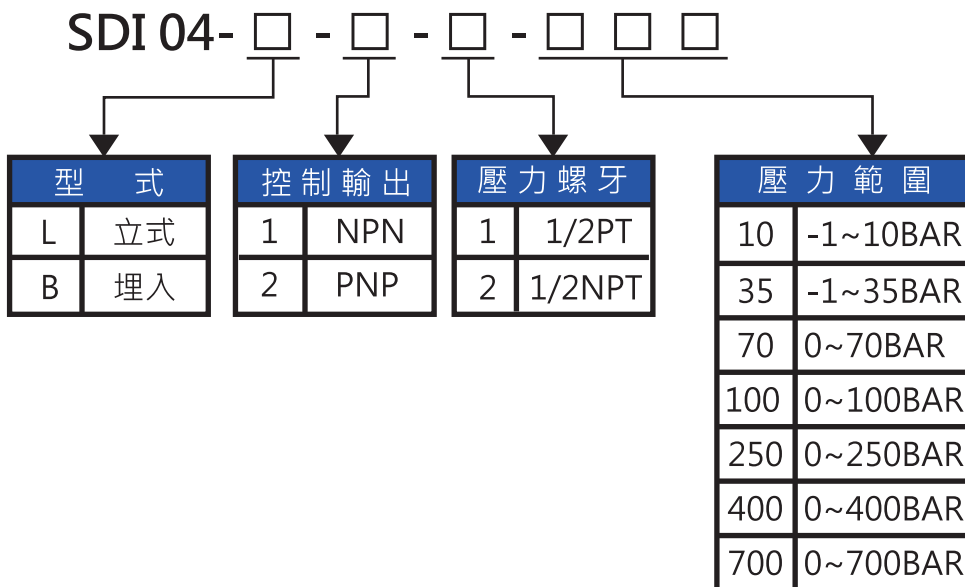 SDI 04-□ - □ - □ - □ □ □
型 式
L 立式
B 埋入
控制輸出
1 NPN
2 PNP
壓力螺牙
1 1/2PT
2 1/2NPT
壓力範圍
10 -1~10BAR
35 -1~35BAR
70 0~70BAR
100 0~100BAR
250 0~250BAR
400 0~400BAR
700 0~700BAR